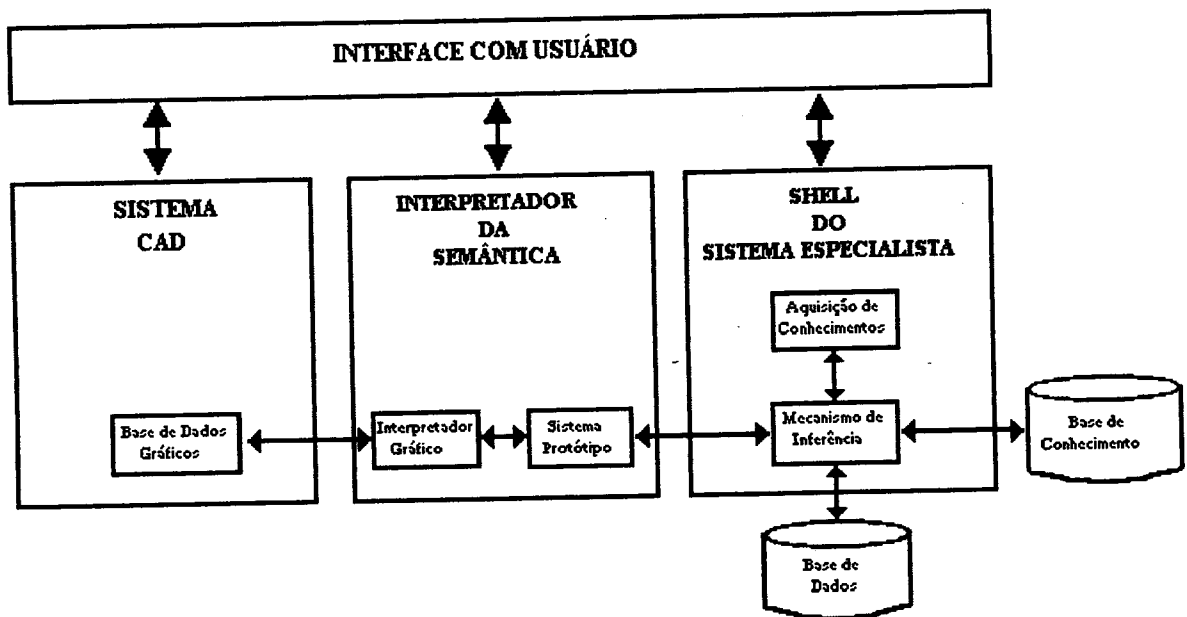 INTERFACE COM USUÁRIO
SISTEMA
CAD
INTERPRETADOR
DA
SEMÂNTICA
SHELL
DO
SISTEMA ESPECIALISTA
Aquisição de
Conhecimentos
Base de Dados
Gráficos
Interpretador
Gráfico
Sistema
Protótipo
Mecanismo de
Inferência
Base de
Conhecimento
Base de
Dados